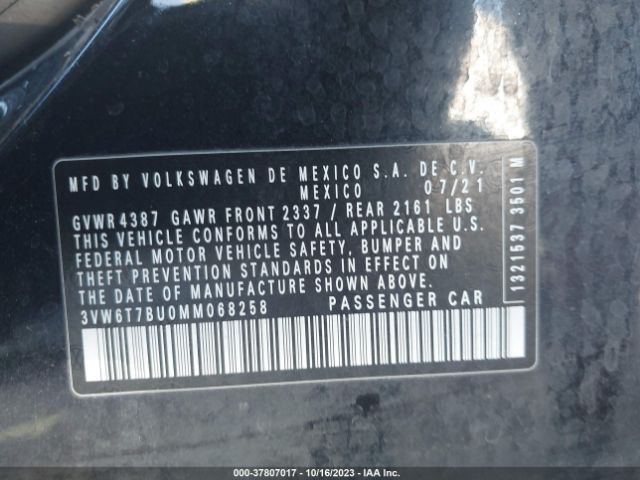 MFD BY VOLKSWAGEN DE MEXICO S.A. DE C.V.
MEXICO 07/21
GVWR 4387 GAWR FRONT 2337 / REAR 2161 LBS
THIS VEHICLE CONFORMS TO ALL APPLICABLE U.S.
FEDERAL MOTOR VEHICLE SAFETY, BUMPER AND
THEFT PREVENTION STANDARDS IN EFFECT ON
THE DATE OF MANUFACTURE SHOWN ABOVE.
3VW6T7BU0MM068258 PASSENGER CAR
1321537 3501 M
000-37807017 - 10/16/2023 - IAA Inc.